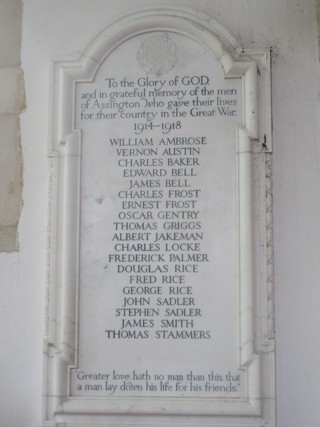 To the Glory of GOD
and in grateful memory of the men
of Assington who gave their lives
for their country in the Great War.
1914-1918
WILLIAM AMBROSE
VERNON AUSTIN
CHARLES BAKER
EDWARD BELL
JAMES BELL
CHARLES FROST
ERNEST FROST
OSCAR GENTRY
THOMAS GRIGGS
ALBERT JAKEMAN
CHARLES LOCKE
FREDERICK PALMER
DOUGLAS RICE
FRED RICE
GEORGE RICE
JOHN SADLER
STEPHEN SADLER
JAMES SMITH
THOMAS STAMMERS
"Greater love hath no man than this that
a man lay down his life for his friends."